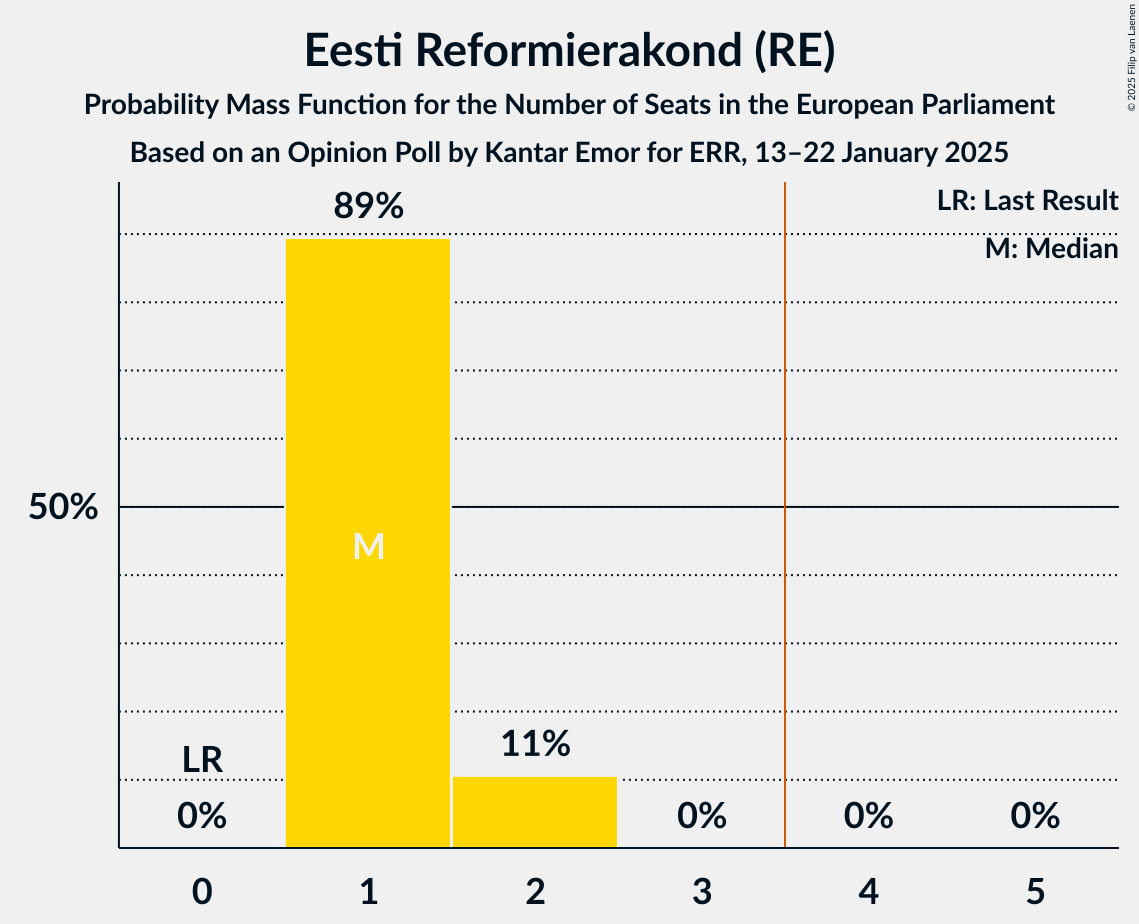 Eesti Reformierakond (RE)
Probability Mass Function for the Number of Seats in the European Parliament
Based on an Opinion Poll by Kantar Emor for ERR, 13–22 January 2025
© 2025 Filip van Laenen
LR: Last Result
M: Median
89%
50%
M
11%
LR
0%
0%
0%
0%
0
1
2
3
4
5